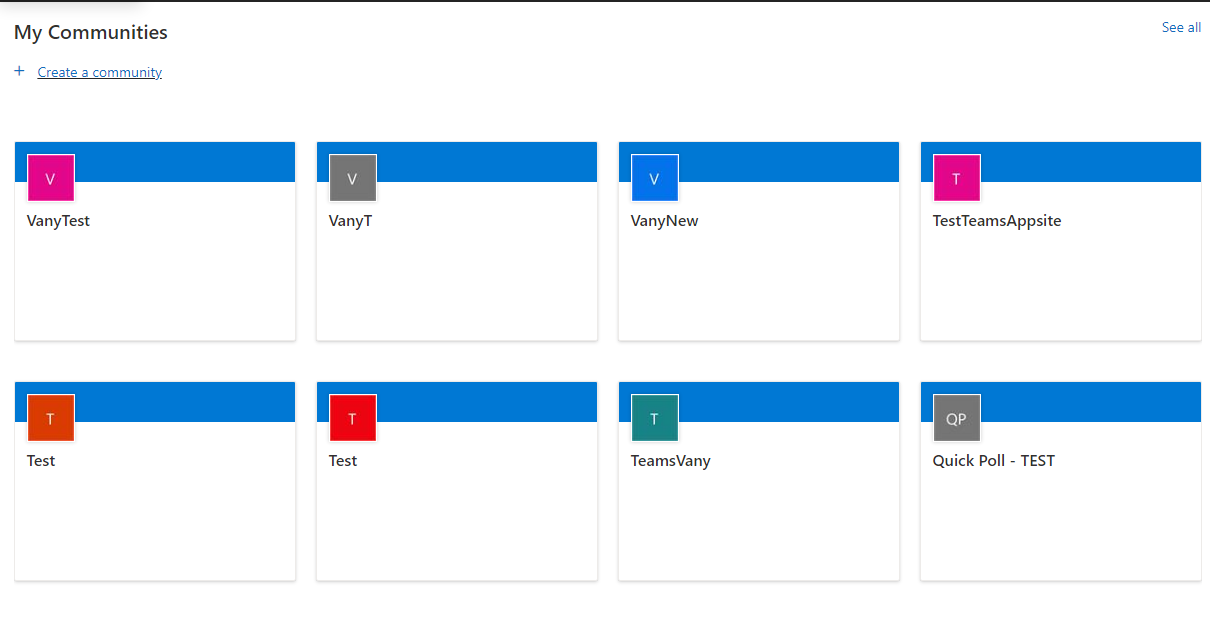 My Communities
See all
+ Create a community
V
VanyTest
V
VanyT
V
VanyNew
T
TestTeamsAppsite
T
Test
T
Test
T
TeamsVany
QP
Quick Poll - TEST